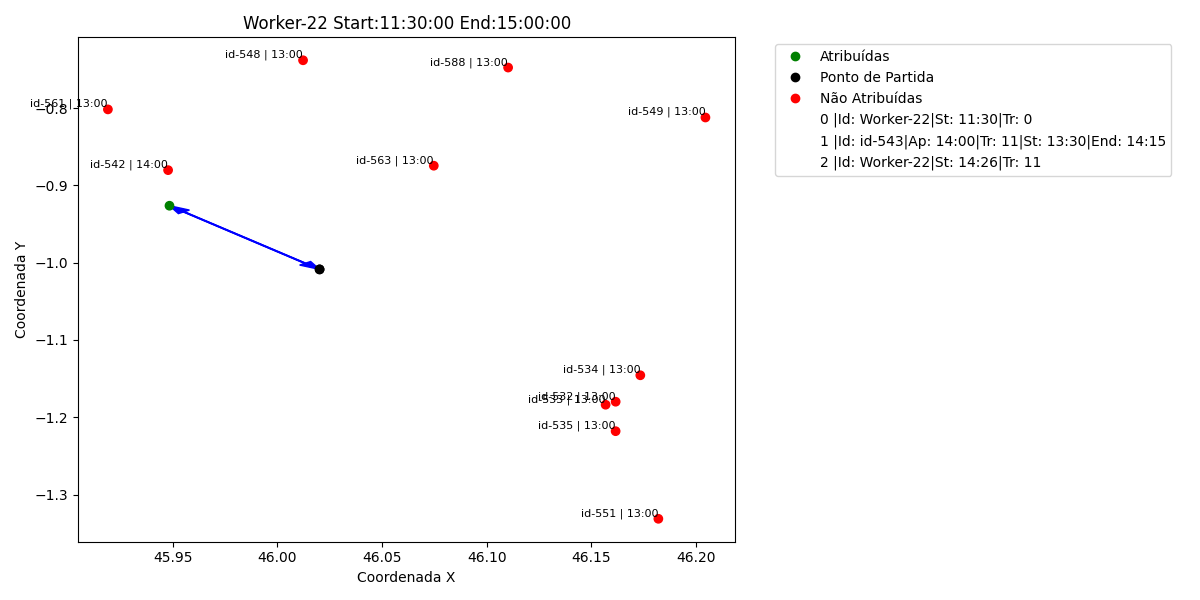 Worker-22 Start:11:30:00 End:15:00:00
id-548 | 13:00
id-588 | 13:00
id-561 | 13:00
id-549 | 13:00
id-542 | 14:00
id-563 | 13:00
id-534 | 13:00
id-532 | 13:00
id-533 | 13:00
id-535 | 13:00
id-551 | 13:00
−0.8
−0.9
−1.0
−1.1
−1.2
−1.3
Coordenada Y
45.95 46.00 46.05 46.10 46.15 46.20
Coordenada X
Atribuídas
Ponto de Partida
Não Atribuídas
0 |Id: Worker-22|St: 11:30|Tr: 0
1 |Id: id-543|Ap: 14:00|Tr: 11|St: 13:30|End: 14:15
2 |Id: Worker-22|St: 14:26|Tr: 11